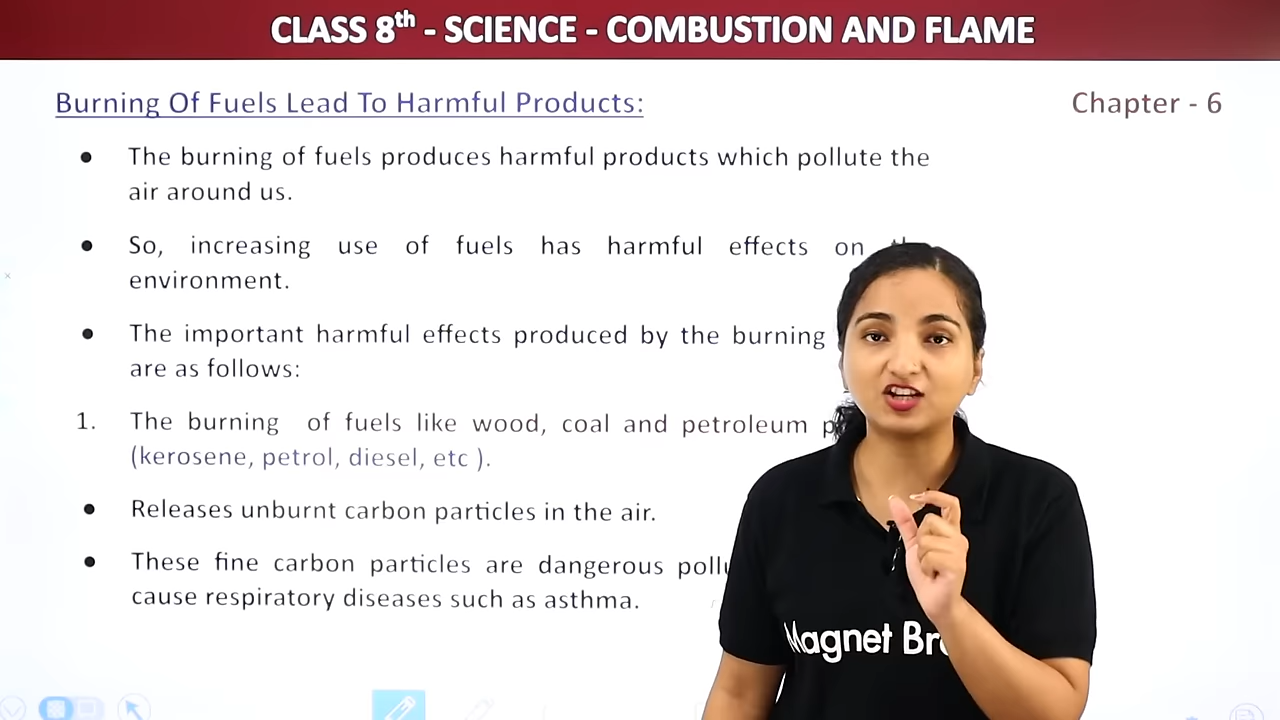 CLASS 8th - SCIENCE - COMBUSTION AND FLAME
Burning Of Fuels Lead To Harmful Products:
Chapter - 6
● The burning of fuels produces harmful products which pollute the
air around us.
● So, increasing use of fuels has harmful effects on
environment.
● The important harmful effects produced by the burning
are as follows:
1. The burning of fuels like wood, coal and petroleum
(kerosene, petrol, diesel, etc ).
● Releases unburnt carbon particles in the air.
● These fine carbon particles are dangerous
cause respiratory diseases such as asthma.
Magnet